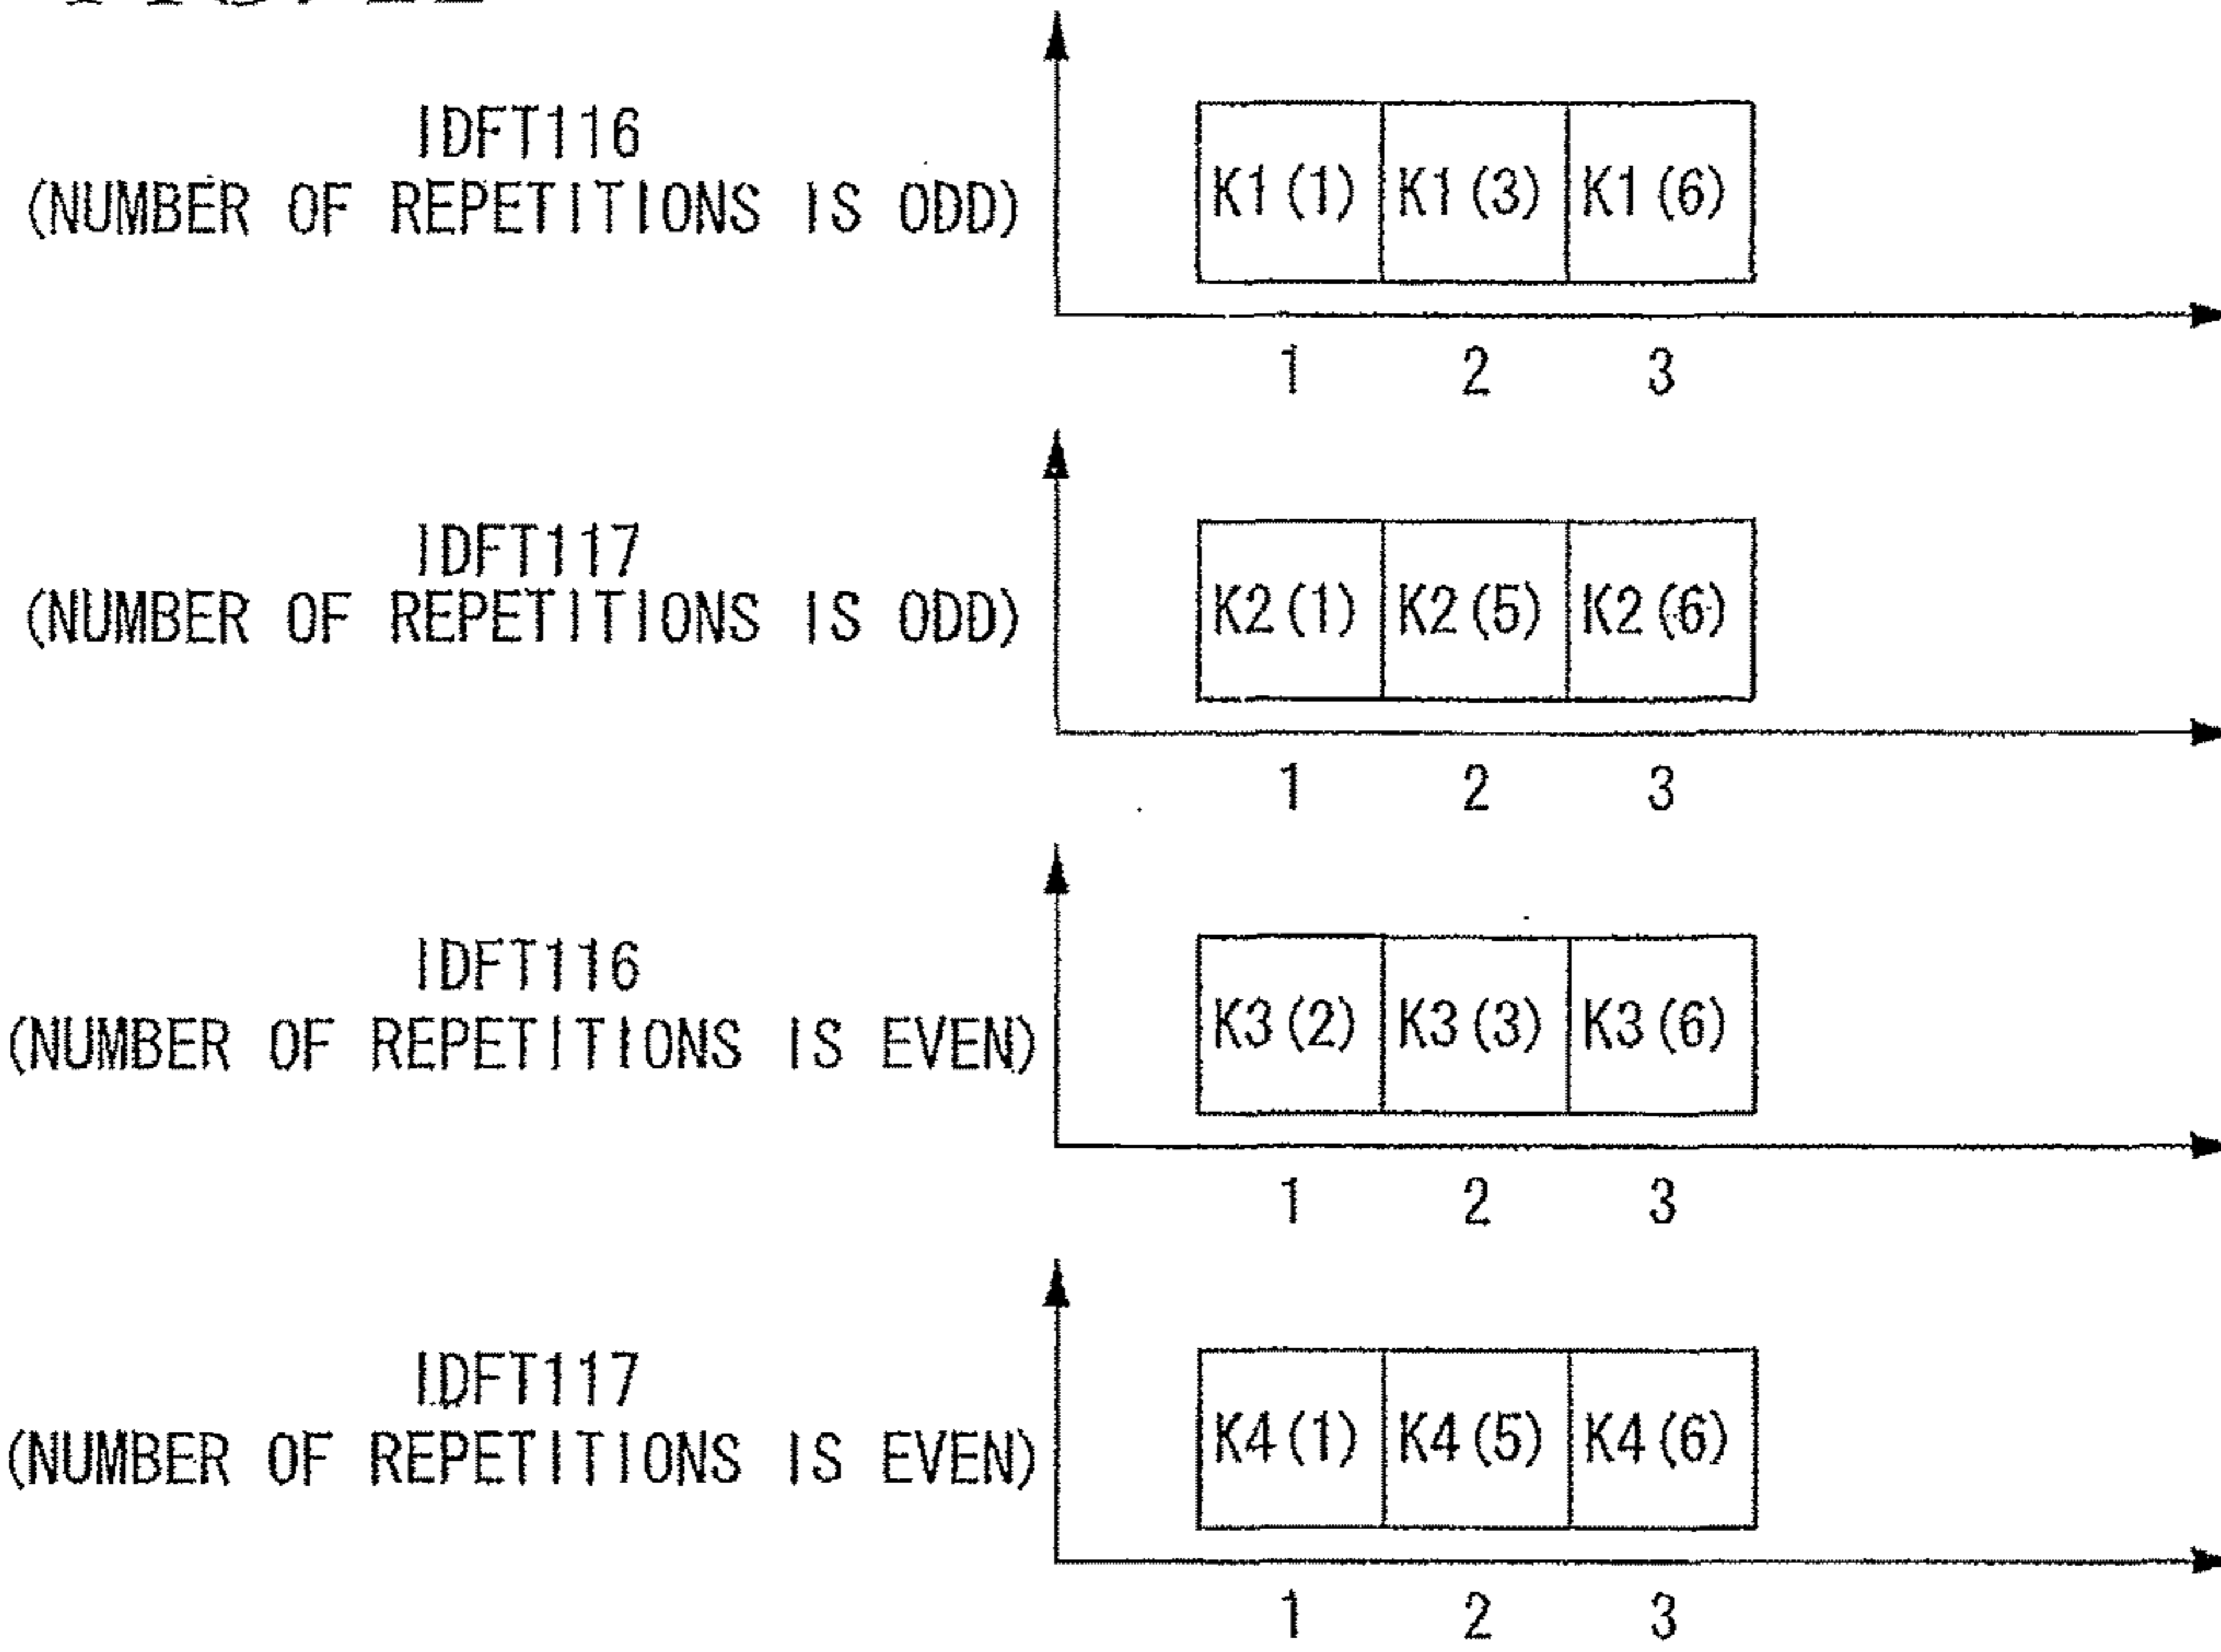 IDFT116
(NUMBER OF REPETITIONS IS ODD)
K1(1) K1(3) K1(6)
1 2 3
IDFT117
(NUMBER OF REPETITIONS IS ODD)
K2(1) K2(5) K2(6)
1 2 3
IDFT116
(NUMBER OF REPETITIONS IS EVEN)
K3(2) K3(3) K3(6)
1 2 3
IDFT117
(NUMBER OF REPETITIONS IS EVEN)
K4(1) K4(5) K4(6)
1 2 3